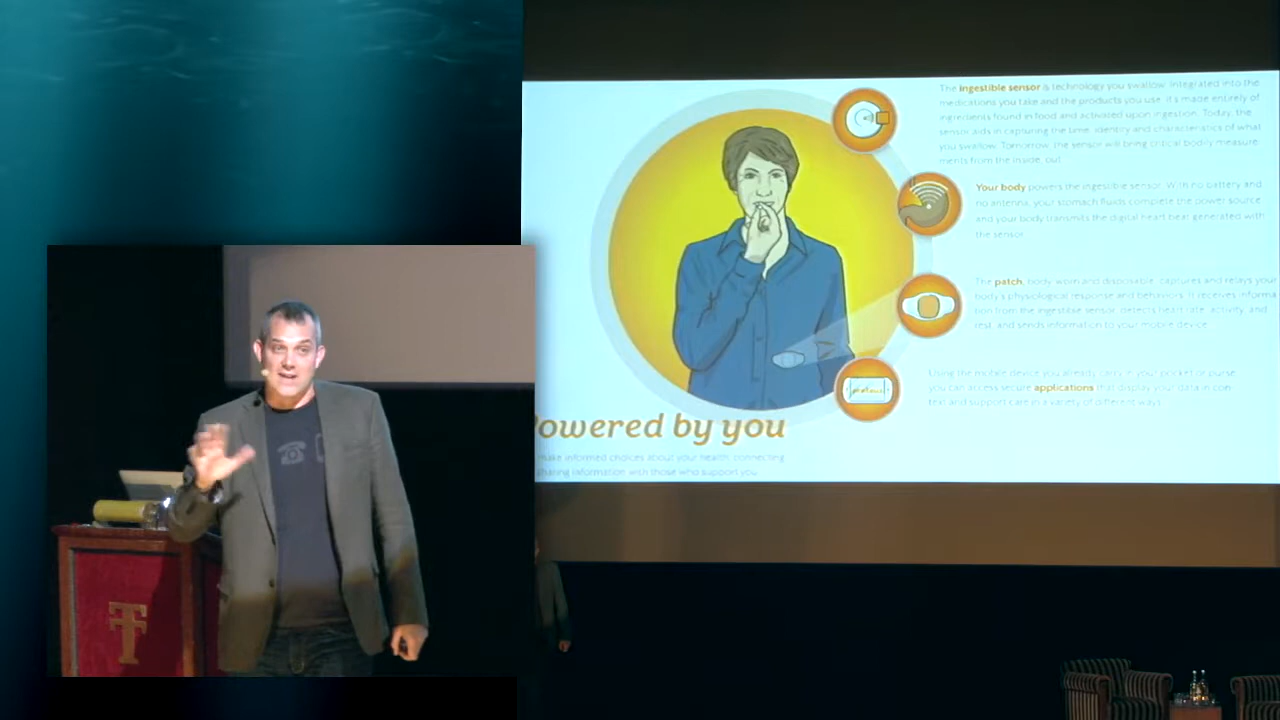 The ingestible sensor is technology you swallow. Integrated into the
medications you take and the products you use, it's made entirely of
ingredients found in food and activated upon ingestion. Today, the
sensor aids in capturing the time, identity and characteristics of what
you swallow. Tomorrow, the sensor will bring critical bodily measure
ments from the inside, out.
Your body powers the ingestible sensor. With no battery and
no antenna, your stomach fluids complete the power source
and your body transmits the digital heart beat generated with
the sensor.
The patch, body worn and disposable, captures and relays your
body's physiological response and behaviors. It receives informa
tion from the ingestible sensor, detects heart rate, activity, and
rest, and sends information to your mobile device.
Using the mobile device you already carry in your pocket or purse,
you can access secure applications that display your data in con
text and support care in a variety of different ways.
proteus
owered by you
make informed choices about your health, connecting
sharing information with those who support you.
T